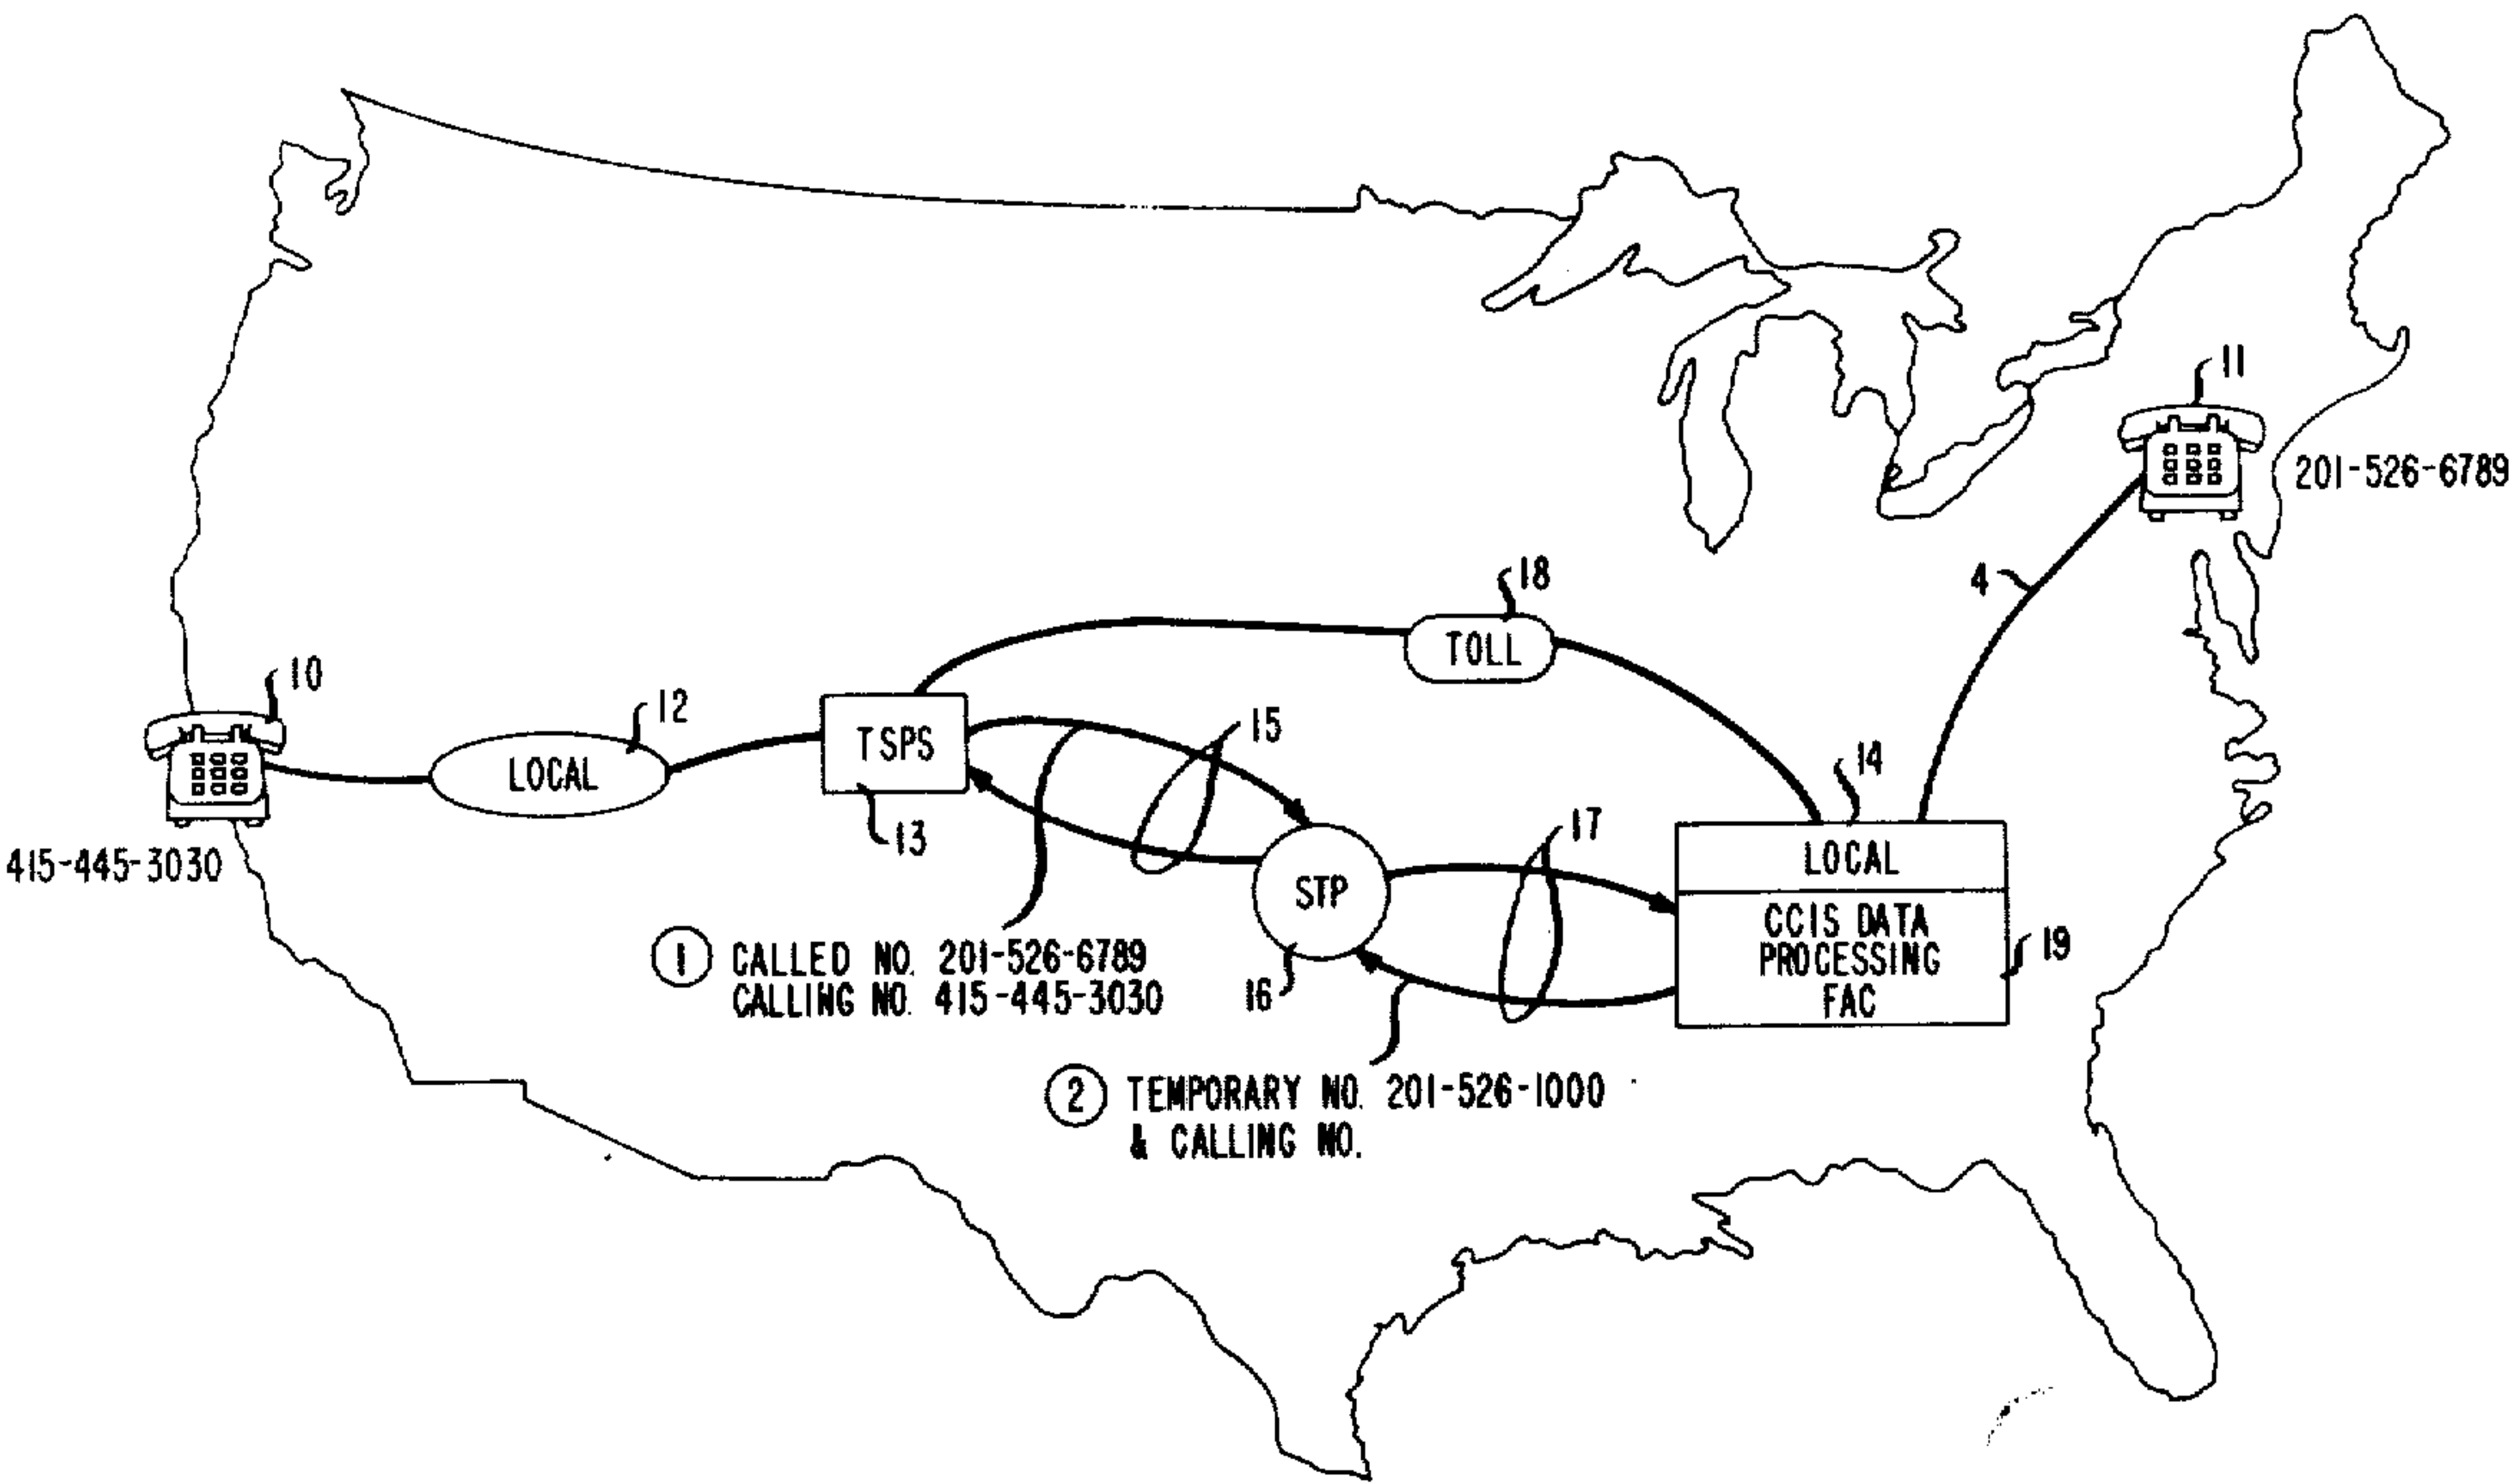 11
201-526-6789
4
18
TOLL
10
12
LOCAL
TSPS
15
14
13
17
LOCAL
415-445-3030
STP
CCIS DATA
PROCESSING
FAC
19
16
1 CALLED NO. 201-526-6789
CALLING NO. 415-445-3030
2 TEMPORARY NO. 201-526-1000
& CALLING NO.